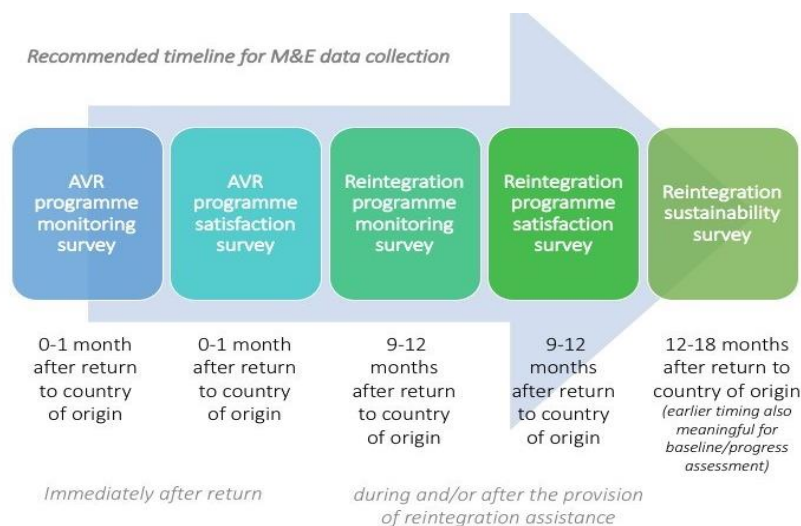 Recommended timeline for M&E data collection
AVR
programme
monitoring
survey
AVR
programme
satisfaction
survey
Reintegration
programme
monitoring
survey
Reintegration
programme
satisfaction
survey
Reintegration
sustainability
survey
0-1 month
after return
to country
of origin
0-1 month
after return
to country
of origin
9-12
months
after return
to country
of origin
9-12
months
after return
to country
of origin
12-18 months
after return to
country of origin
(earlier timing also
meaningful for
baseline/progress
assessment)
Immediately after return
during and/or after the provision
of reintegration assistance